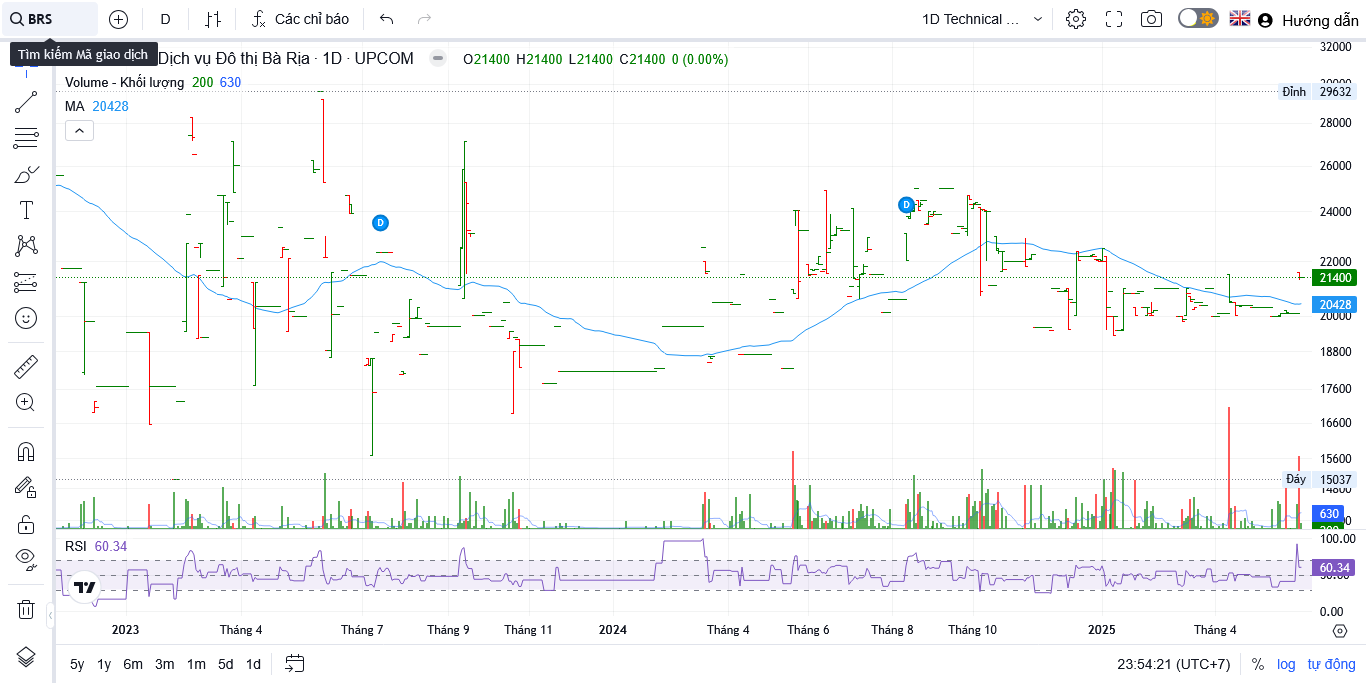 BRS
D
Các chỉ báo
1D Technical ...
Hướng dẫn
Tìm kiếm Mã giao dịch
Dịch vụ Đô thị Bà Rịa · 1D · UPCOM
O21400 H21400 L21400 C21400 0 (0.00%)
Volume - Khối lượng 200 630
MA 20428
32000
Đỉnh 29632
28000
26000
24000
22000
21400
20428
20000
18800
17600
16600
15600
Đáy 15037
630
D
D
RSI 60.34
100.00
60.34
0.00
2023
Tháng 4
Tháng 7
Tháng 9
Tháng 11
2024
Tháng 4
Tháng 6
Tháng 8
Tháng 10
2025
Tháng 4
5y 1y 6m 3m 1m 5d 1d
23:54:21 (UTC+7)
% log tự động